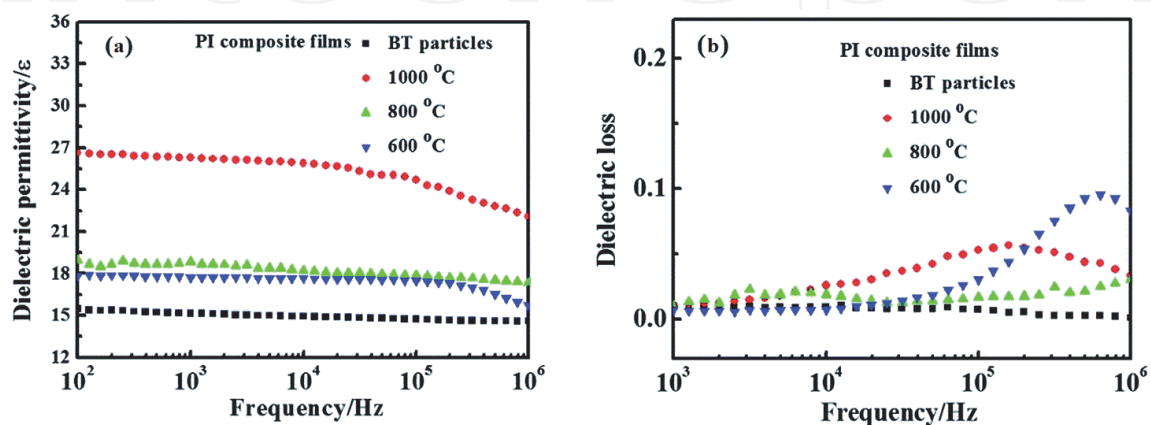 (a)
PI composite films
BT particles
1000 °C
800 °C
600 °C
Dielectric permittivity/ε
36
33
30
27
24
21
18
15
12
10²
10³
10⁴
10⁵
10⁶
Frequency/Hz
(b)
PI composite films
BT particles
1000 °C
800 °C
600 °C
Dielectric loss
0.2
0.1
0.0
10³
10⁴
10⁵
10⁶
Frequency/Hz